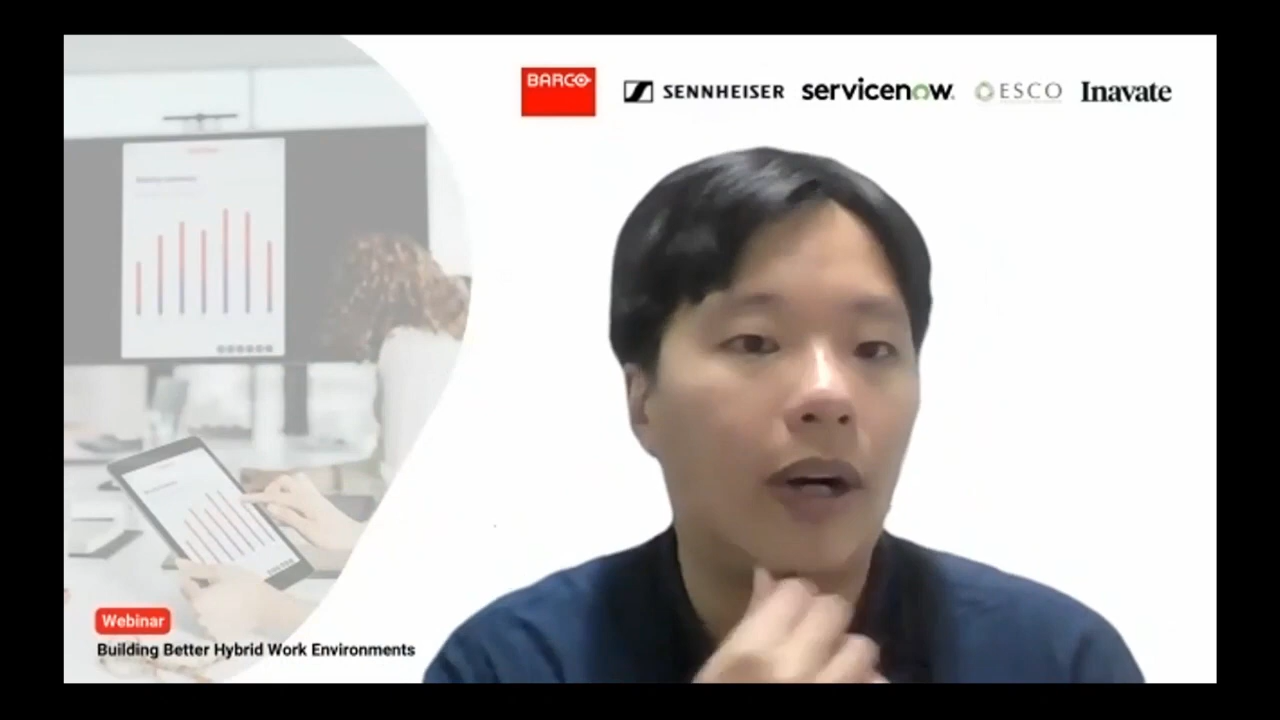 BARCO
SENNHEISER
servicenow.
ESCO
Inavate
Webinar
Building Better Hybrid Work Environments